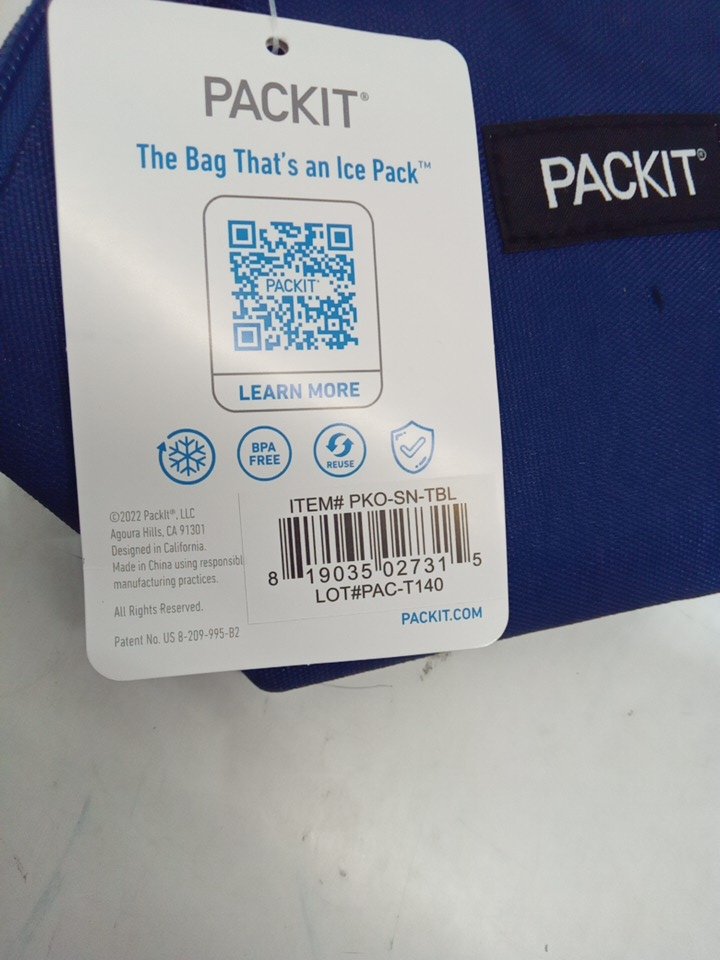 PACKIT®
The Bag That's an Ice Pack™
PACKIT®
PACKIT®
LEARN MORE
BPA
FREE
REUSE
©2022 PackIt®, LLC
Agoura Hills, CA 91301
Designed in California.
Made in China using responsibl
manufacturing practices.
All Rights Reserved.
Patent No. US 8-209-995-B2
ITEM# PKO-SN-TBL
8 19035 02731 5
LOT#PAC-T140
PACKIT.COM